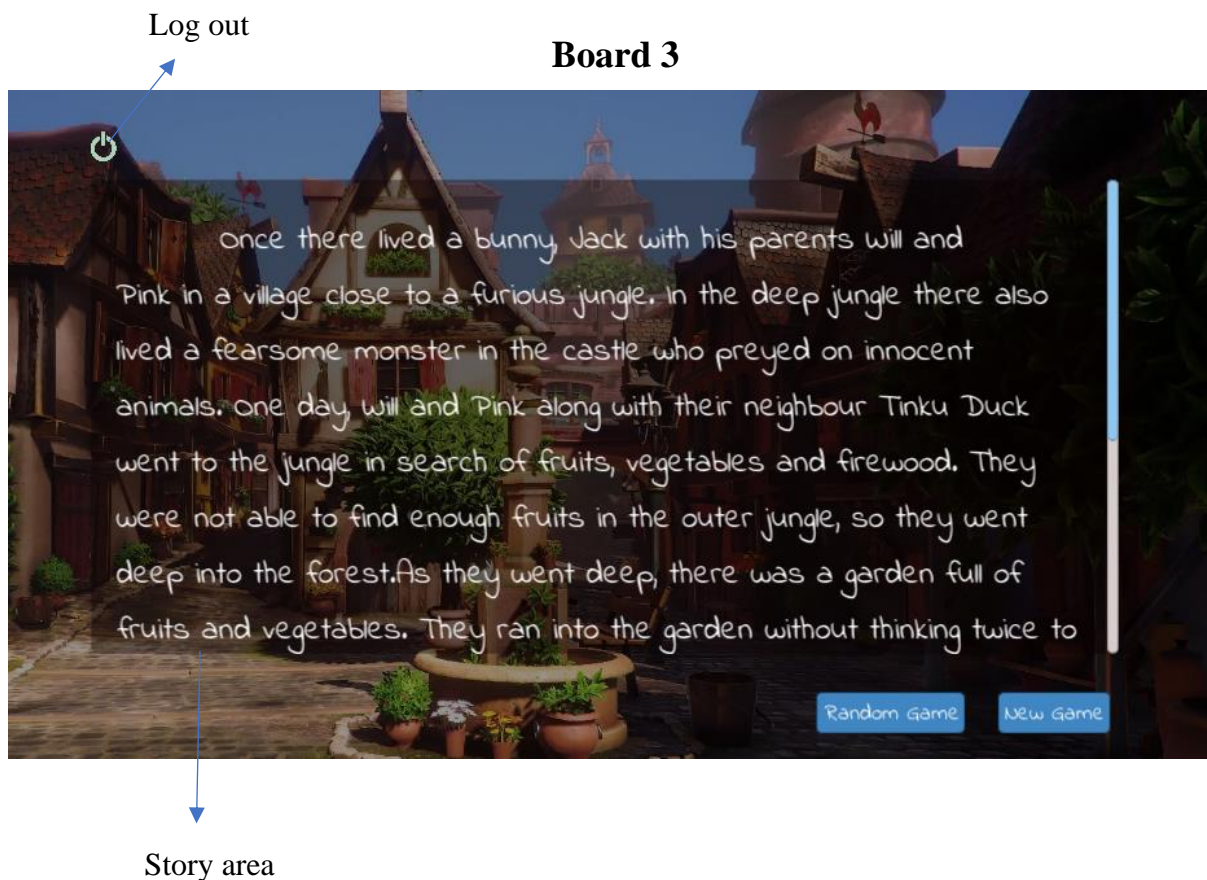 Log out
Board 3
Once there lived a bunny, Jack with his parents Will and
Pink in a village close to a furious jungle. In the deep jungle there also
lived a fearsome monster in the castle who preyed on innocent
animals. One day, Will and Pink along with their neighbour Tinku Duck
went to the jungle in search of fruits, vegetables and firewood. They
were not able to find enough fruits in the outer jungle, so they went
deep into the forest.As they went deep, there was a garden full of
fruits and vegetables. They ran into the garden without thinking twice to
Random Game
New Game
Story area